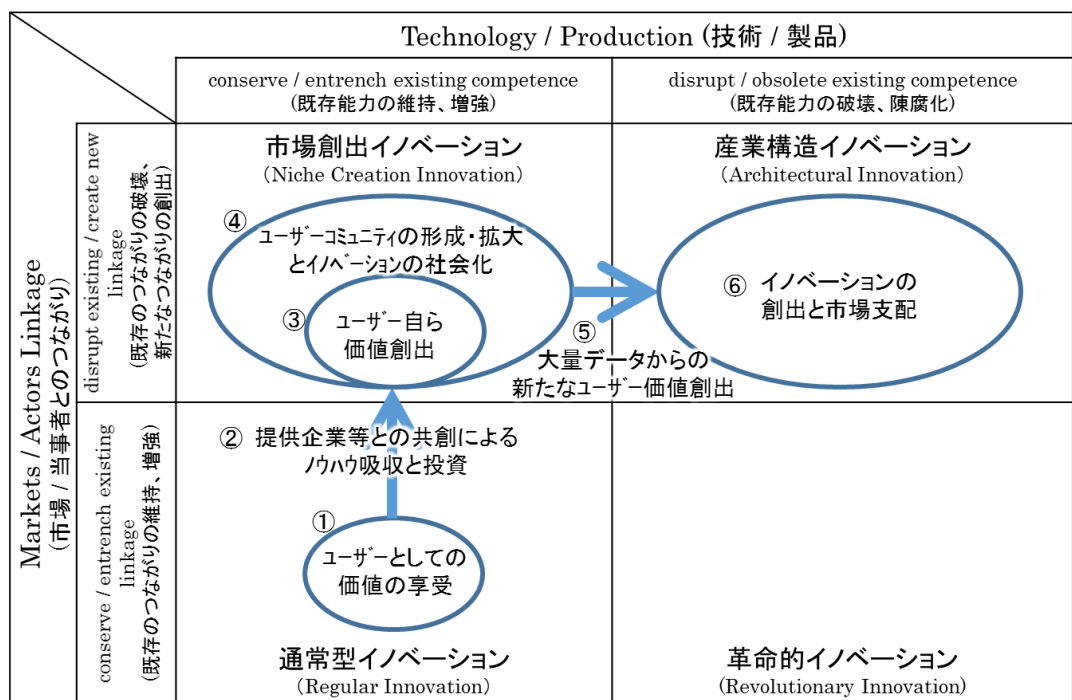 Technology / Production (技術 / 製品)
conserve / entrench existing competence
(既存能力の維持、増強)
disrupt / obsolete existing competence
(既存能力の破壊、陳腐化)
Markets / Actors Linkage
(市場 / 当事者とのつながり)
disrupt existing / create new
linkage
(既存のつながりの破壊、
新たなつながりの創出)
市場創出イノベーション
(Niche Creation Innovation)
④
ユーザーコミュニティの形成・拡大
とイノベーションの社会化
③
ユーザー自ら
価値創出
⑤
大量データからの
新たなユーザー価値創出
産業構造イノベーション
(Architectural Innovation)
⑥ イノベーションの
創出と市場支配
conserve / entrench existing
linkage
(既存のつながりの維持、増強)
② 提供企業等との共創による
ノウハウ吸収と投資
①
ユーザーとしての
価値の享受
通常型イノベーション
(Regular Innovation)
革命的イノベーション
(Revolutionary Innovation)